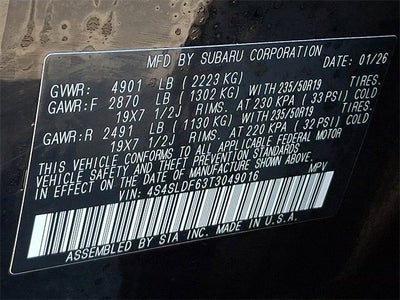 MFD BY SUBARU CORPORATION DATE: 01/26
GVWR: 4901 LB (2223 KG)
GAWR:F 2870 LB (1302 KG) WITH 235/50R19 TIRES.
19X7 1/2J RIMS. AT 230 KPA (33 PSI) COLD
GAWR:R 2491 LB (1130 KG) WITH 235/50R19 TIRES.
19X7 1/2J RIMS. AT 220 KPA (32 PSI) COLD
THIS VEHICLE CONFORMS TO ALL APPLICABLE FEDERAL MOTOR
VEHICLE SAFETY AND THEFT PREVENTION STANDARDS
IN EFFECT ON THE DATE OF MANUFACTURE SHOWN ABOVE.
VIN: 4S4SLDF63T3049016 MPV
ASSEMBLED BY SIA INC. MADE IN U.S.A.